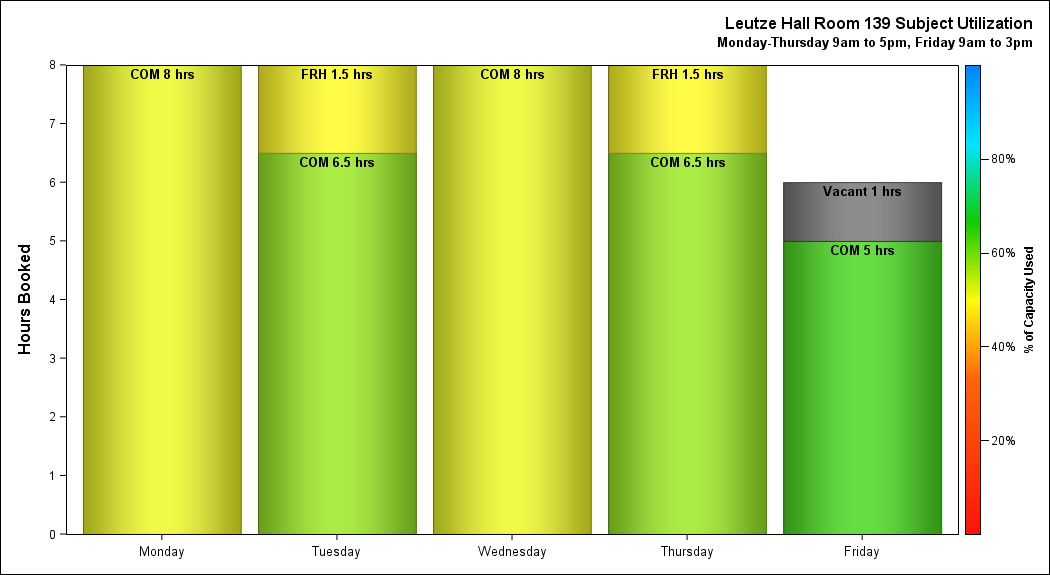 Leutze Hall Room 139 Subject Utilization
Monday-Thursday 9am to 5pm, Friday 9am to 3pm
Hours Booked
8
7
6
5
4
3
2
1
0
COM 8 hrs
FRH 1.5 hrs
COM 6.5 hrs
COM 8 hrs
FRH 1.5 hrs
COM 6.5 hrs
Vacant 1 hrs
COM 5 hrs
Monday
Tuesday
Wednesday
Thursday
Friday
80%
60%
40%
20%
% of Capacity Used